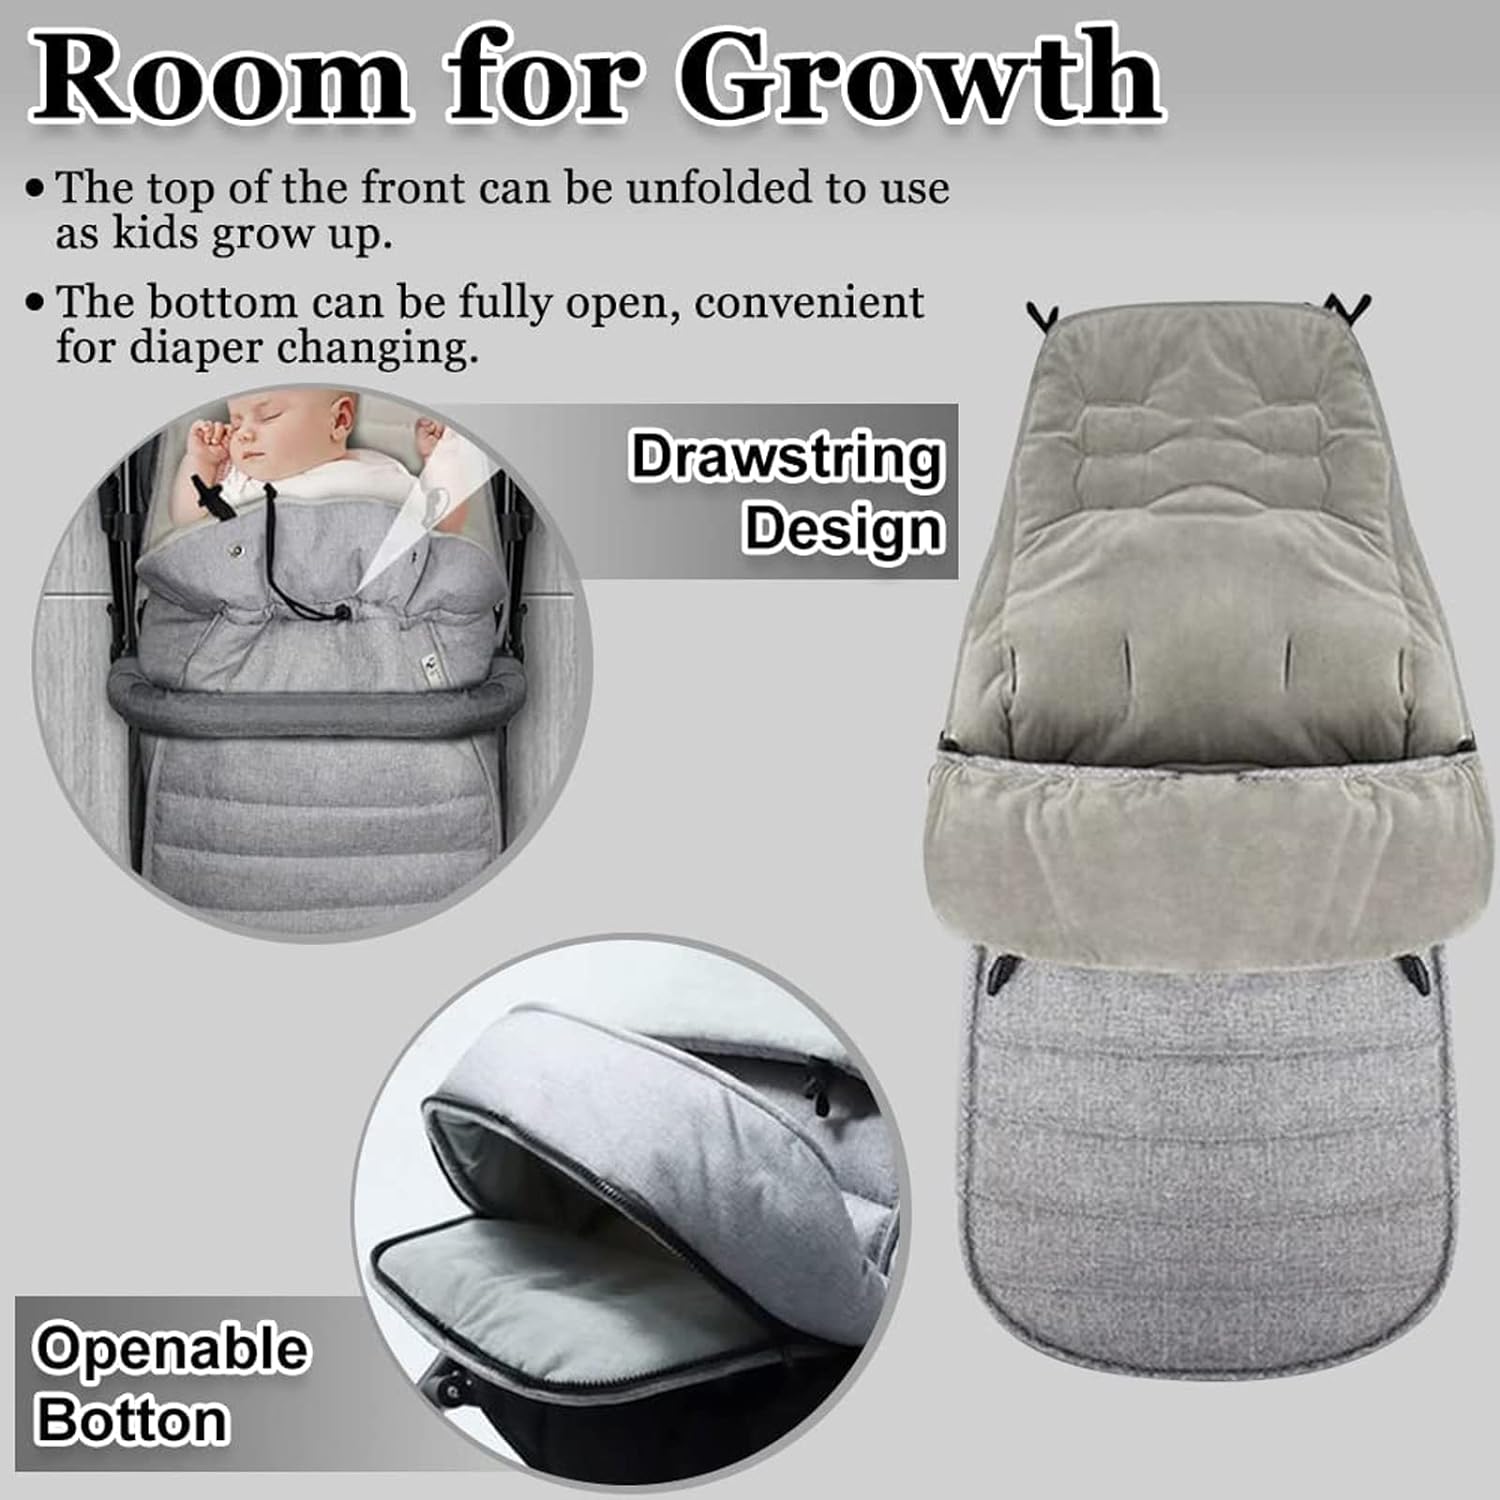 Room for Growth
• The top of the front can be unfolded to use
as kids grow up.
• The bottom can be fully open, convenient
for diaper changing.
Drawstring
Design
Openable
Botton